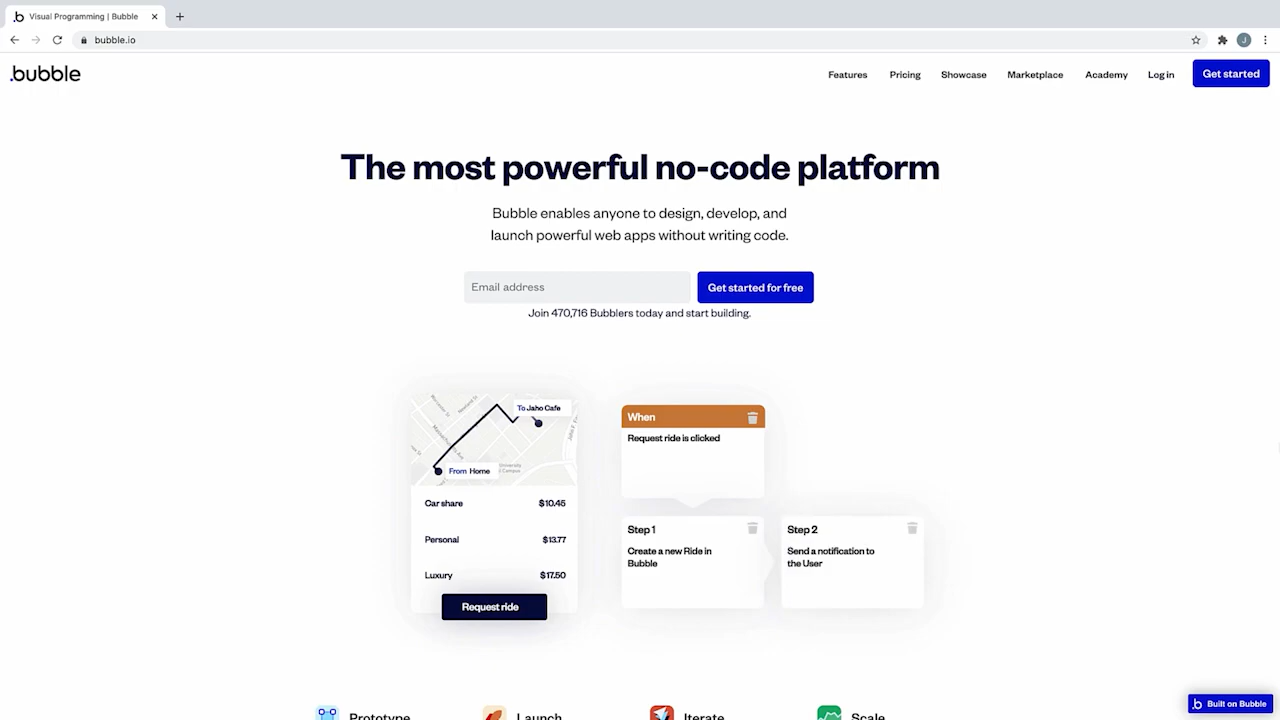 Visual Programming | Bubble
bubble.io
J
.bubble
Features
Pricing
Showcase
Marketplace
Academy
Log in
Get started
The most powerful no-code platform
Bubble enables anyone to design, develop, and
launch powerful web apps without writing code.
Email address
Get started for free
Join 470,716 Bubblers today and start building.
To Jaho Cafe
From Home
University
Campus
Car share $10.45
Personal $13.77
Luxury $17.50
Request ride
When
Request ride is clicked
Step 1
Create a new Ride in
Bubble
Step 2
Send a notification to
the User
Prototype
Launch
Iterate
Scale
Built on Bubble